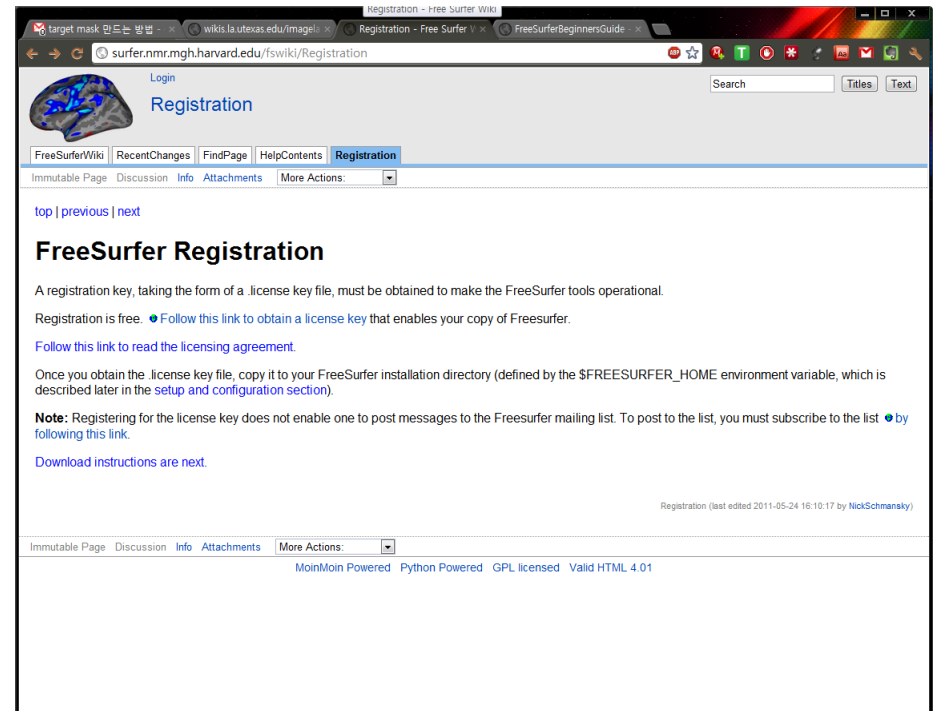 Registration - Free Surfer Wiki
target mask 만드는 방법 - × wikis.la.utexas.edu/imagela × Registration - Free Surfer × FreeSurferBeginnersGuide - ×
surfer.nmr.mgh.harvard.edu/fswiki/Registration
Login
Search Titles Text
Registration
FreeSurferWiki RecentChanges FindPage HelpContents Registration
Immutable Page Discussion Info Attachments More Actions:
top | previous | next
FreeSurfer Registration
A registration key, taking the form of a .license key file, must be obtained to make the FreeSurfer tools operational.
Registration is free. Follow this link to obtain a license key that enables your copy of Freesurfer.
Follow this link to read the licensing agreement.
Once you obtain the .license key file, copy it to your FreeSurfer installation directory (defined by the $FREESURFER_HOME environment variable, which is
described later in the setup and configuration section).
Note: Registering for the license key does not enable one to post messages to the Freesurfer mailing list. To post to the list, you must subscribe to the list by
following this link.
Download instructions are next.
Registration (last edited 2011-05-24 16:10:17 by NickSchmansky)
Immutable Page Discussion Info Attachments More Actions:
MoinMoin Powered Python Powered GPL licensed Valid HTML 4.01